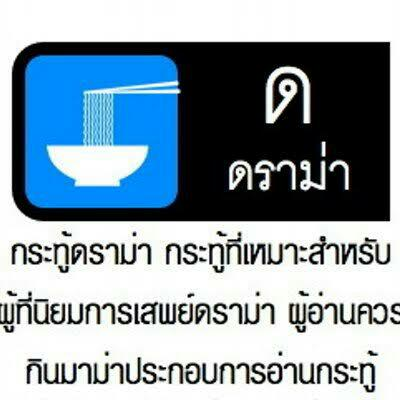 ด
ดราม่า
กระทู้ดราม่า กระทู้ที่เหมาะสำหรับ
ผู้ที่นิยมการเสพย์ดราม่า ผู้อ่านควร
กินมาม่าประกอบการอ่านกระทู้